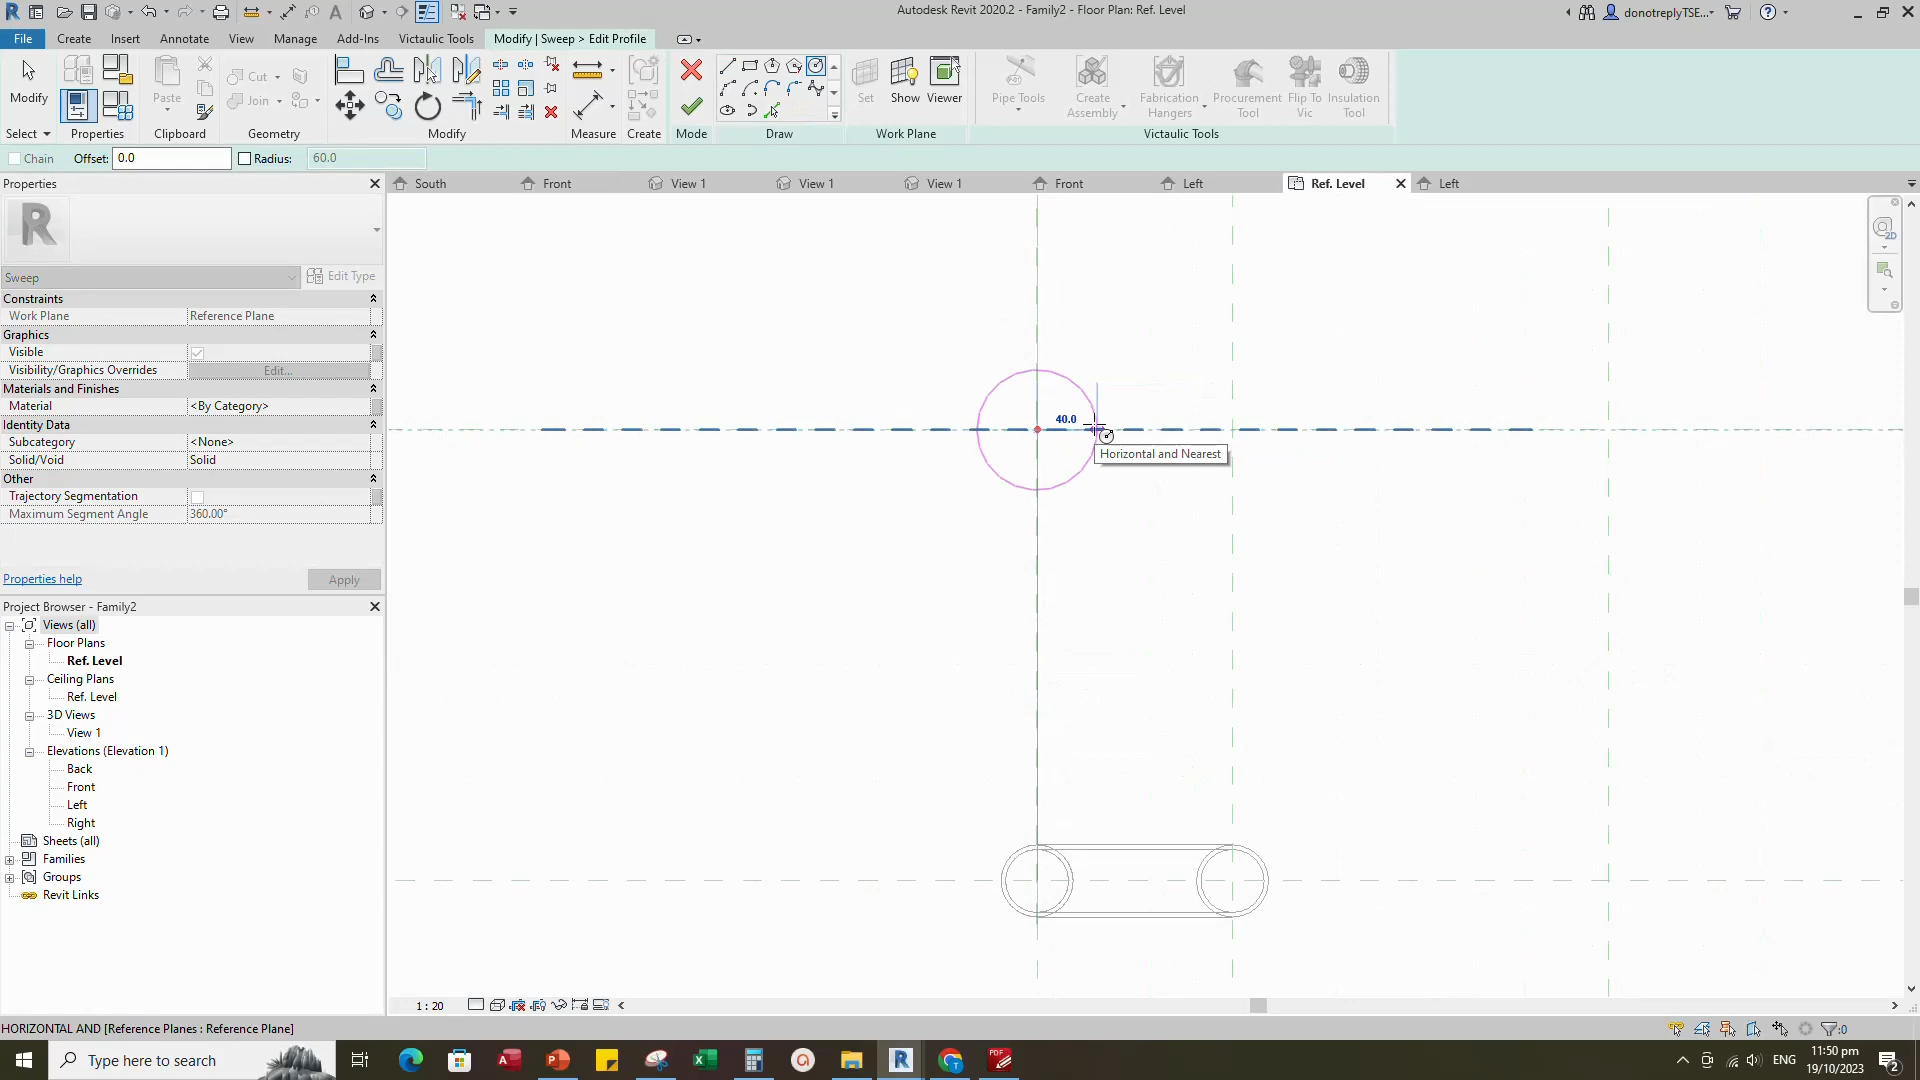 Autodesk Revit 2020.2 - Family2 - Floor Plan: Ref. Level
donotreplyTSE...
File Create Insert Annotate View Manage Add-Ins Victaulic Tools Modify | Sweep > Edit Profile
Modify
Paste
Cut
Join
Set Show Viewer
Pipe Tools
Create Assembly
Fabrication Hangers
Procurement Tool
Flip To Vic
Insulation Tool
Select Properties Clipboard Geometry Modify Measure Create Mode Draw Work Plane Victaulic Tools
Chain Offset: 0.0 Radius: 60.0
Properties
South Front View 1 View 1 View 1 Front Left Ref. Level Left
R
2D
Sweep Edit Type
Constraints
Work Plane Reference Plane
Graphics
Visible
Visibility/Graphics Overrides Edit...
Materials and Finishes
Material <By Category>
Identity Data
Subcategory <None>
Solid/Void Solid
Other
Trajectory Segmentation
Maximum Segment Angle 360.00°
Properties help Apply
40.0
Horizontal and Nearest
Project Browser - Family2
Views (all)
Floor Plans
Ref. Level
Ceiling Plans
Ref. Level
3D Views
View 1
Elevations (Elevation 1)
Back
Front
Left
Right
Sheets (all)
Families
Groups
Revit Links
1 : 20
HORIZONTAL AND [Reference Planes : Reference Plane]
:0
Type here to search
ENG
11:50 pm
19/10/2023
2